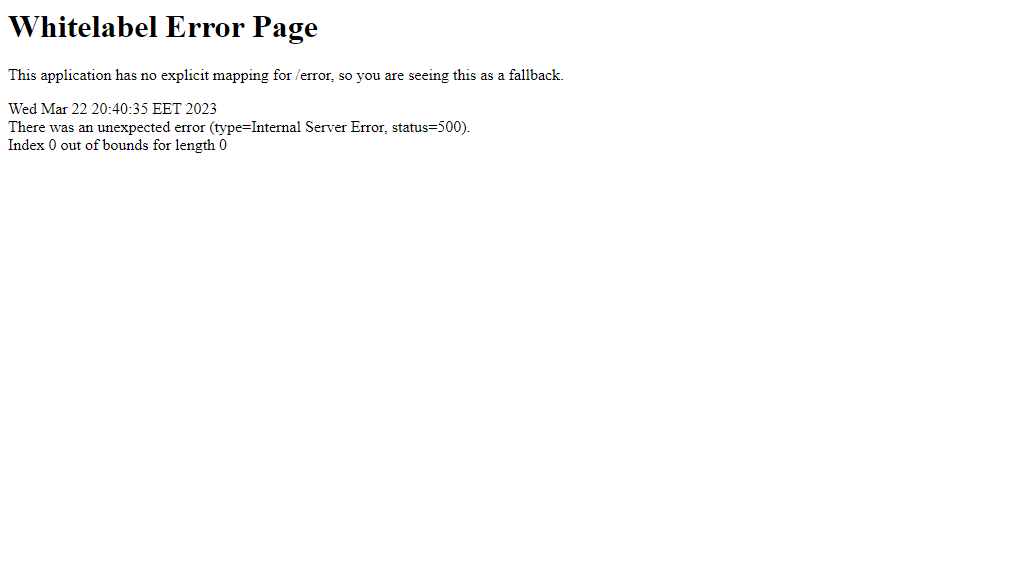 Whitelabel Error Page
This application has no explicit mapping for /error, so you are seeing this as a fallback.
Wed Mar 22 20:40:35 EET 2023
There was an unexpected error (type=Internal Server Error, status=500).
Index 0 out of bounds for length 0